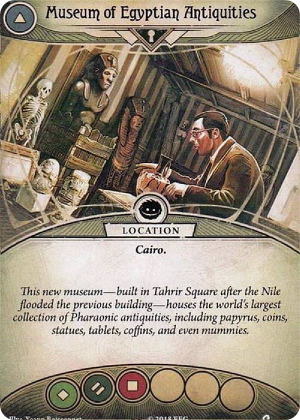 Museum of Egyptian Antiquities
LOCATION
Cairo.
This new museum—built in Tahrir Square after the Nile
flooded the previous building—houses the world's largest
collection of Pharaonic antiquities, including papyrus, coins,
statues, tablets, coffins, and even mummies.
© 2018 FFG